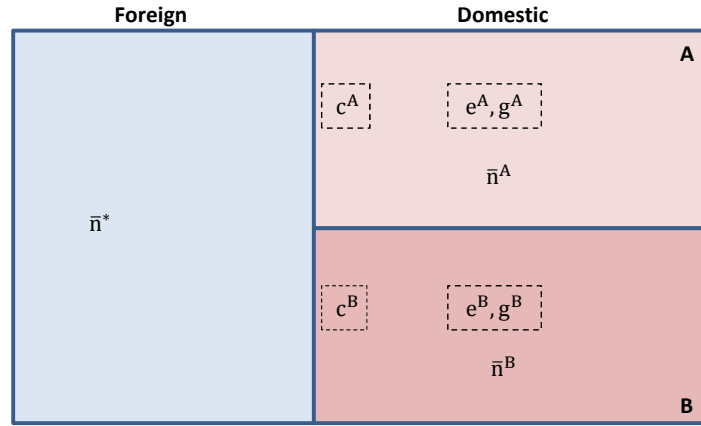 Foreign Domestic
A
c^A e^A, g^A
n̄^A
n̄*
c^B e^B, g^B
n̄^B
B